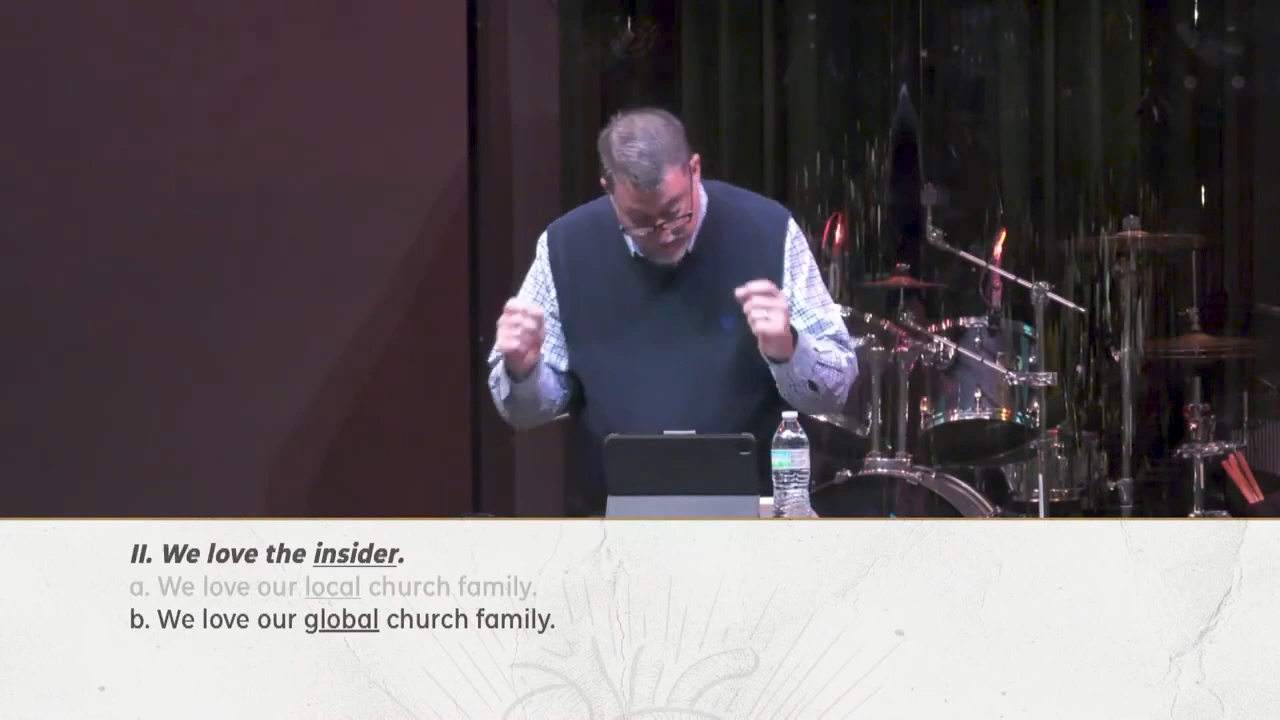 II. We love the insider.
a. We love our local church family.
b. We love our global church family.